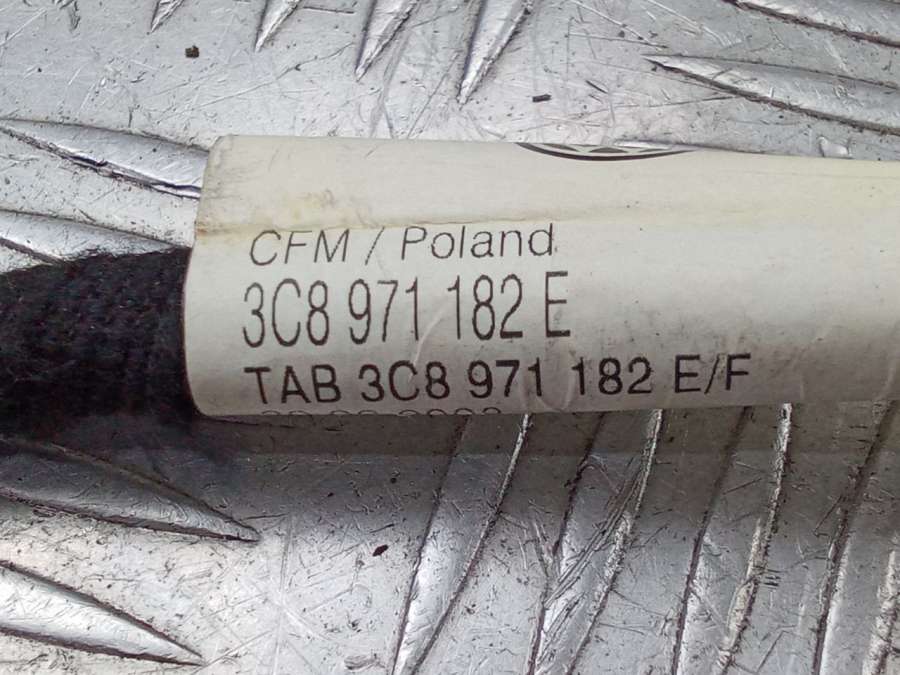 CFM / Poland
3C8 971 182 E
TAB 3C8 971 182 E/F